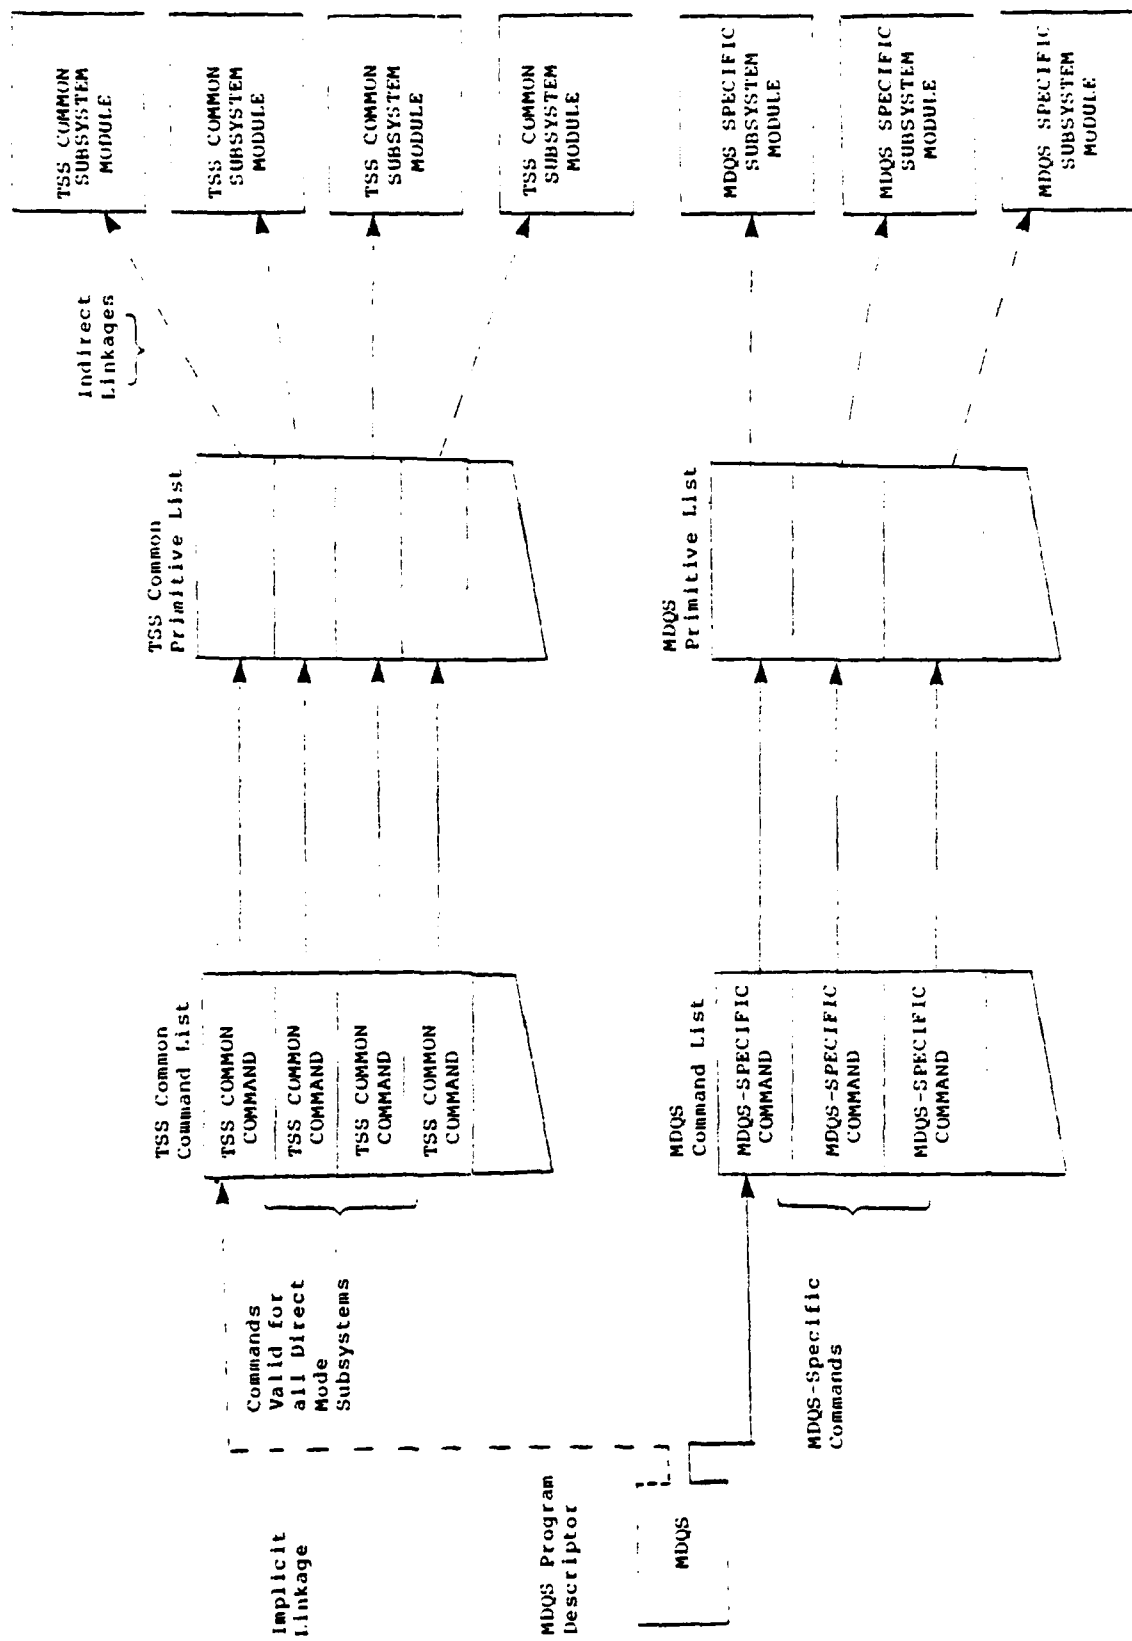 Implicit
Linkage
MDQS Program
Descriptor
MDQS
Commands
Valid for
all Direct
Mode
Subsystems
MDQS-Specific
Commands
TSS Common
Command List
TSS COMMON
COMMAND
TSS COMMON
COMMAND
TSS COMMON
COMMAND
TSS COMMON
COMMAND
MDQS
Command List
MDQS-SPECIFIC
COMMAND
MDQS-SPECIFIC
COMMAND
MDQS-SPECIFIC
COMMAND
TSS Common
Primitive List
MDQS
Primitive List
Indirect
Linkages
TSS COMMON
SUBSYSTEM
MODULE
TSS COMMON
SUBSYSTEM
MODULE
TSS COMMON
SUBSYSTEM
MODULE
TSS COMMON
SUBSYSTEM
MODULE
MDQS SPECIFIC
SUBSYSTEM
MODULE
MDQS SPECIFIC
SUBSYSTEM
MODULE
MDQS SPECIFIC
SUBSYSTEM
MODULE